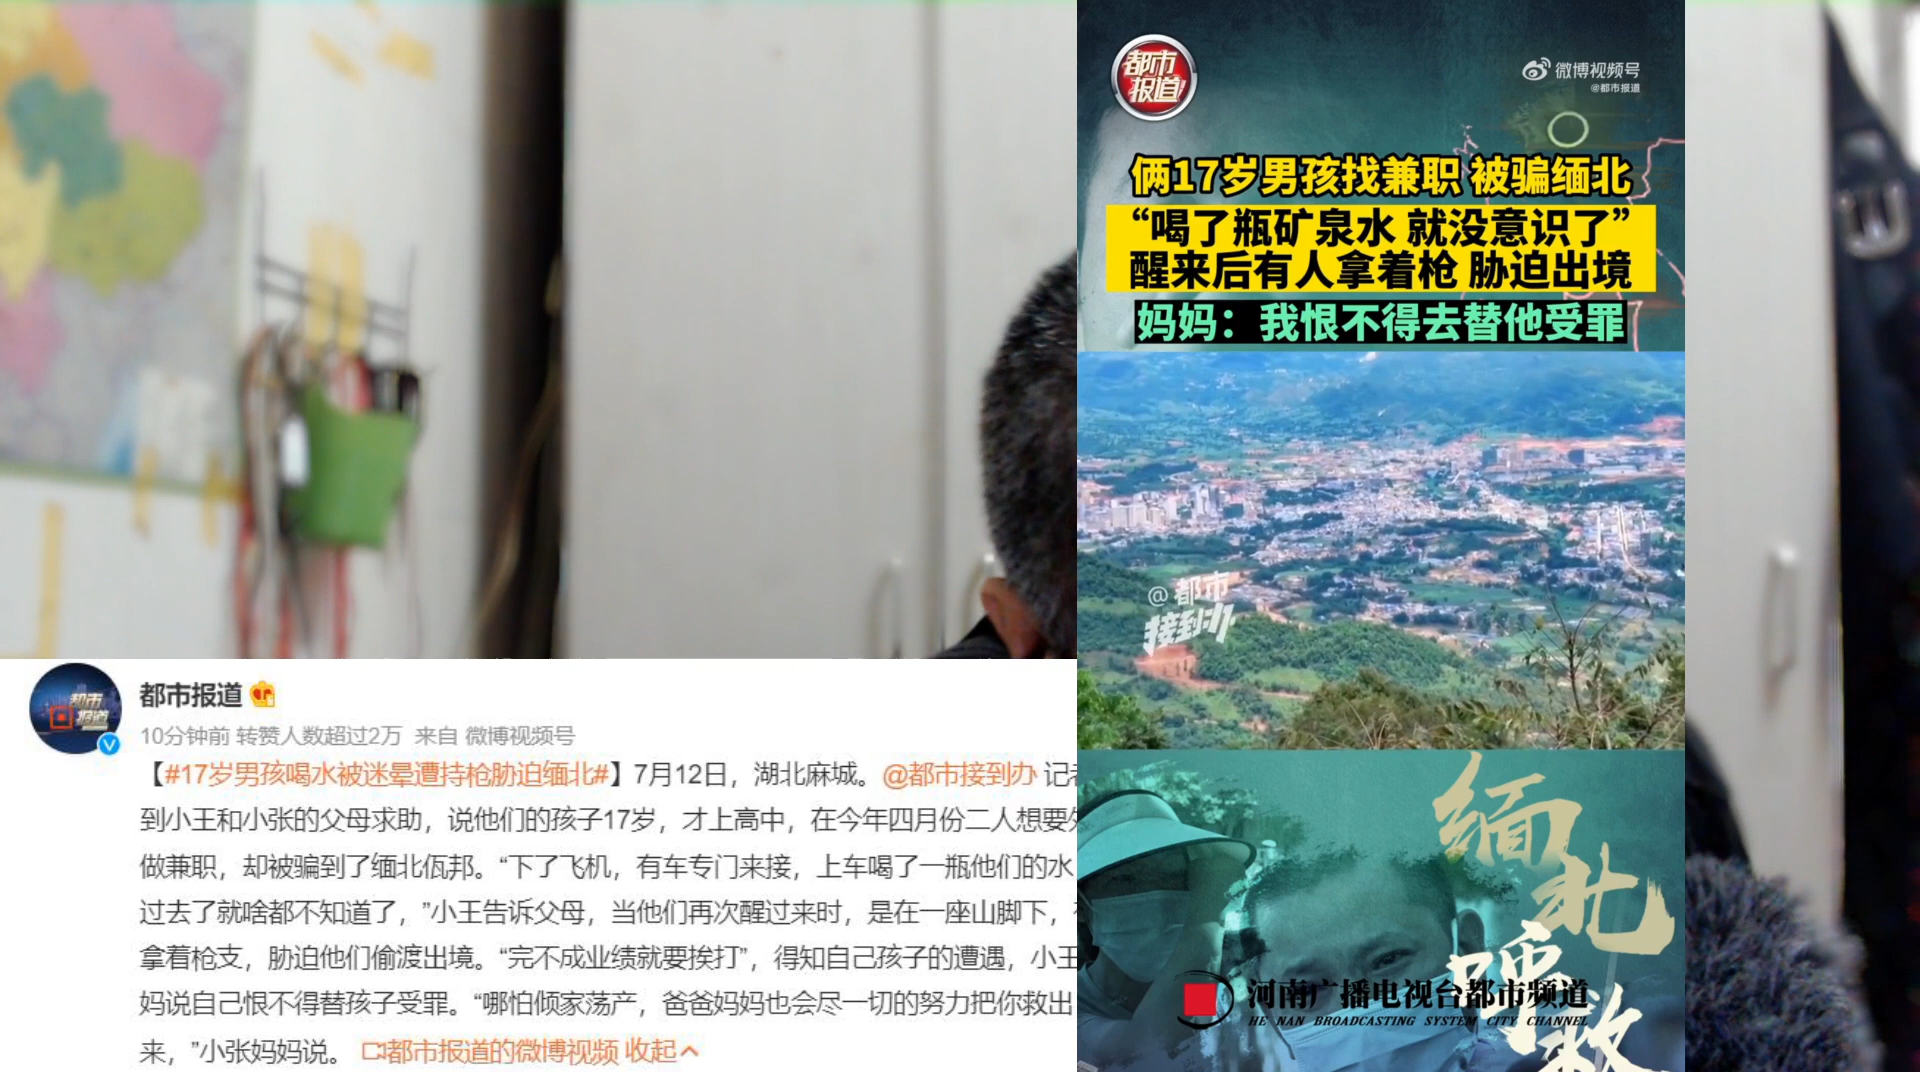 都市报道
微博视频号
@都市报道
俩17岁男孩找兼职 被骗缅北
“喝了瓶矿泉水 就没意识了”
醒来后有人拿着枪 胁迫出境
妈妈：我恨不得去替他受罪
@都市
接到办
缅北
河南广播电视台都市频道
HE NAN BROADCASTING SYSTEM CITY CHANNEL
都市报道
都市报道
10分钟前 转赞人数超过2万 来自 微博视频号
【#17岁男孩喝水被迷晕遭持枪胁迫缅北#】7月12日，湖北麻城。@都市接到办 记
到小王和小张的父母求助，说他们的孩子17岁，才上高中，在今年四月份二人想要
做兼职，却被骗到了缅北佤邦。“下了飞机，有车专门来接，上车喝了一瓶他们的水
过去了就啥都不知道了，”小王告诉父母，当他们再次醒过来时，是在一座山脚下，
拿着枪支，胁迫他们偷渡出境。“完不成业绩就要挨打”，得知自己孩子的遭遇，小王
妈说自己恨不得替孩子受罪。“哪怕倾家荡产，爸爸妈妈也会尽一切的努力把你救出
来，”小张妈妈说。 都市报道的微博视频 收起